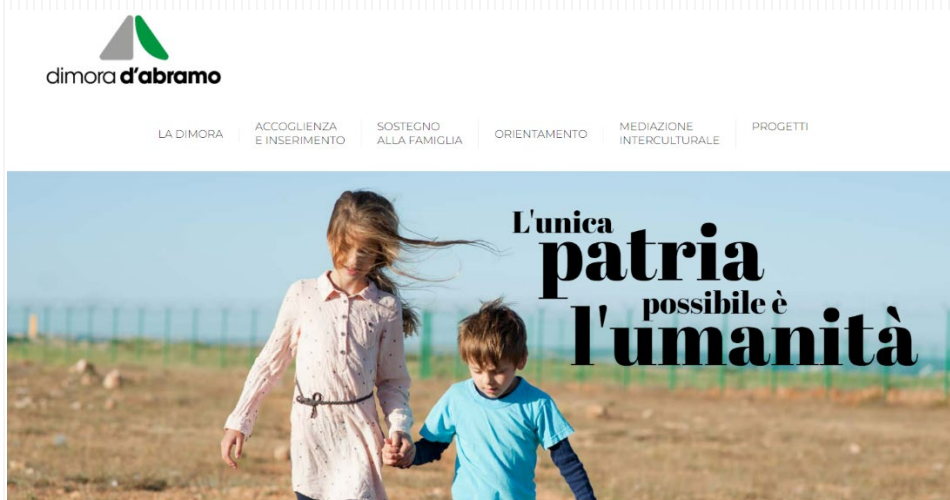 dimora d'abramo
LA DIMORA
ACCOGLIENZA
E INSERIMENTO
SOSTEGNO
ALLA FAMIGLIA
ORIENTAMENTO
MEDIAZIONE
INTERCULTURALE
PROGETTI
L'unica
patria
possibile è
l'umanità